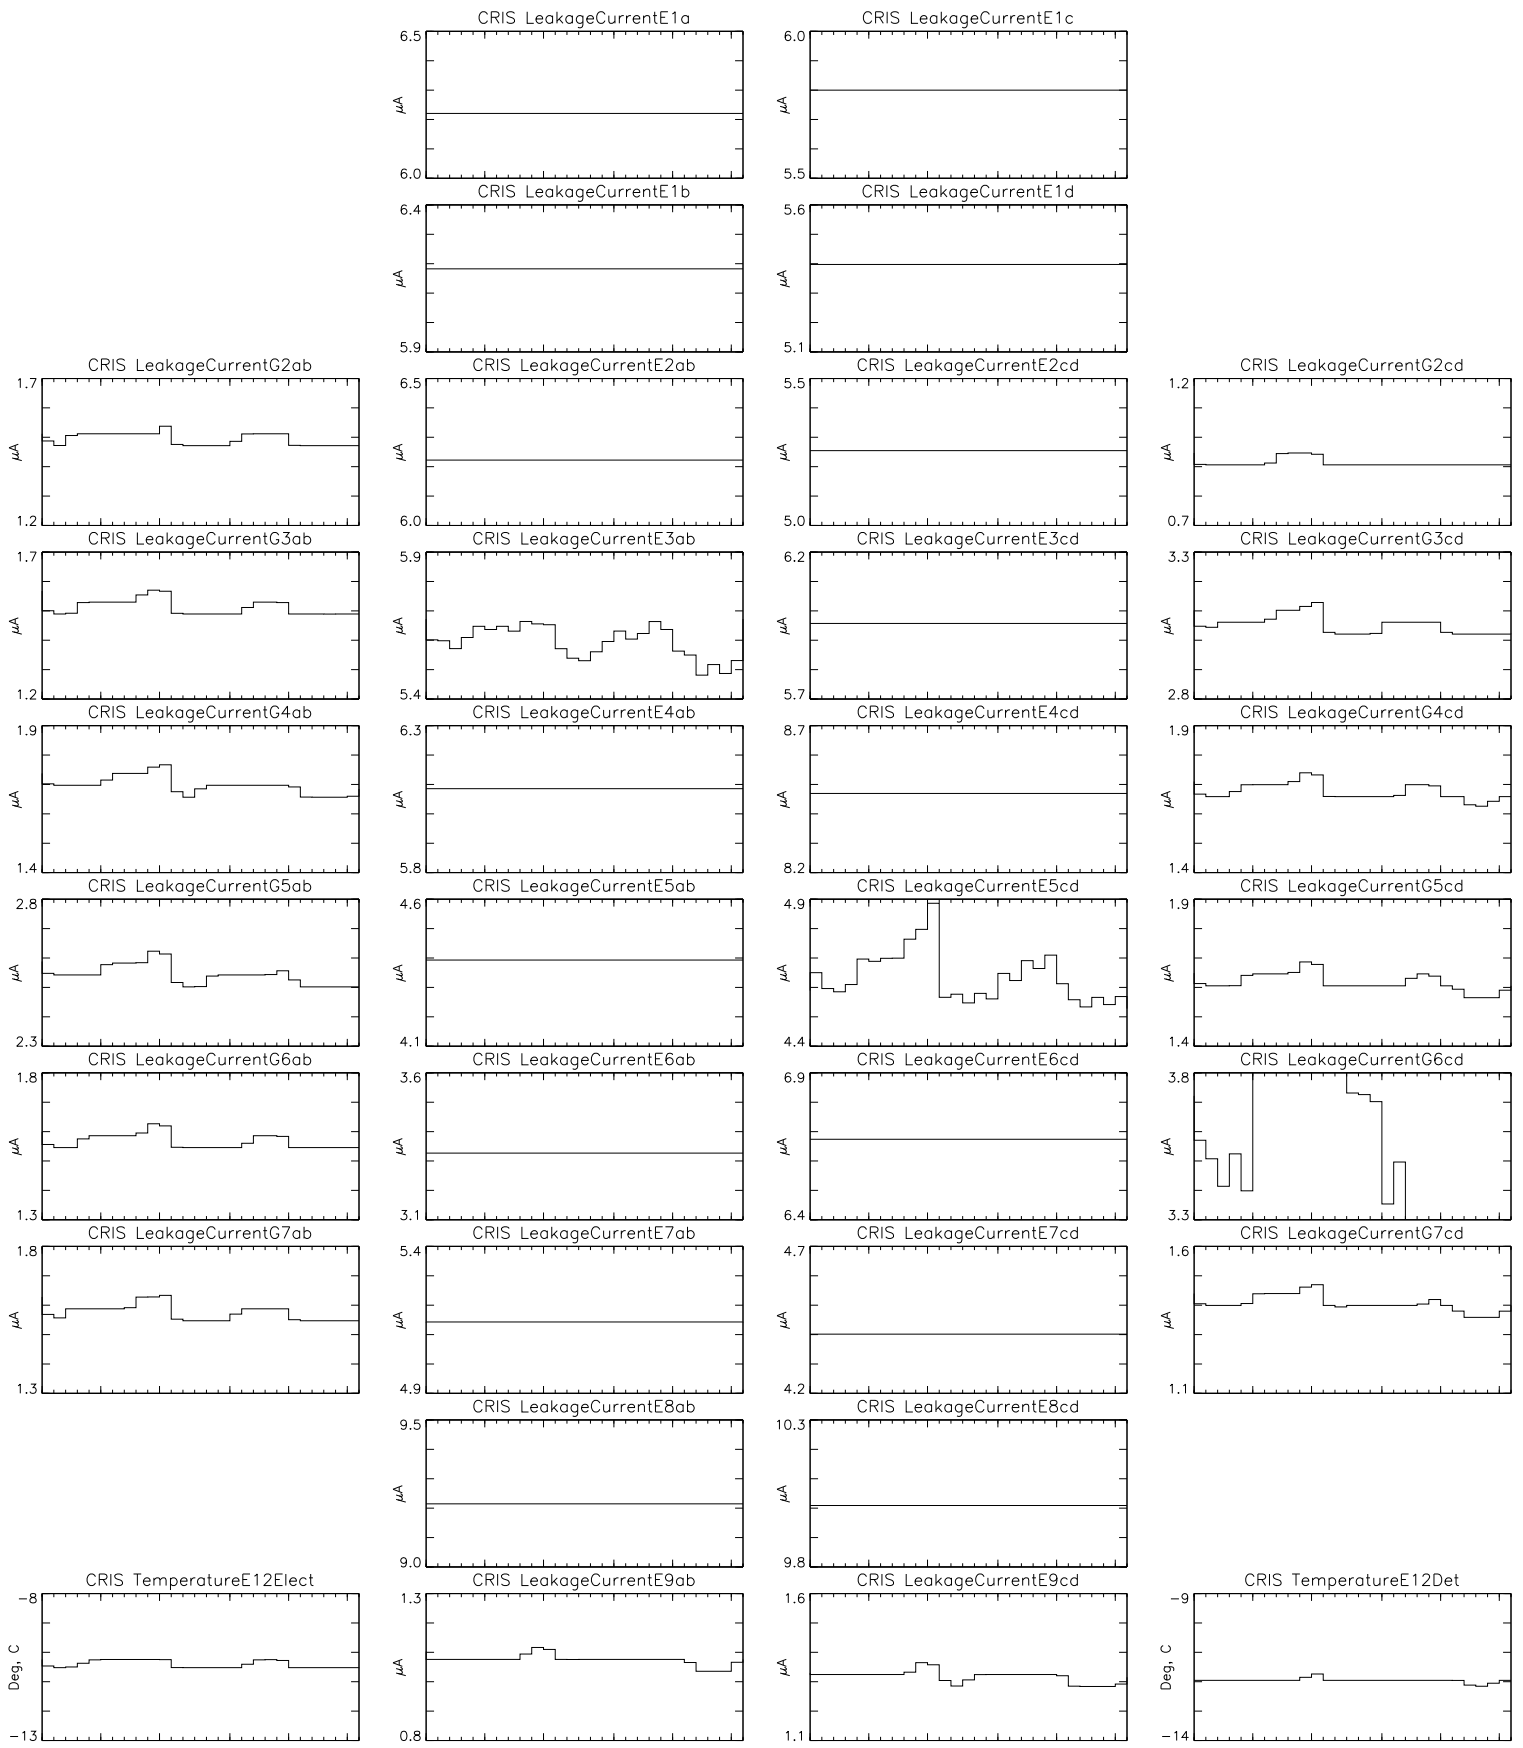 CRIS LeakageCurrentE1a
6.5
µA
6.0
CRIS LeakageCurrentE1c
6.0
µA
5.5
CRIS LeakageCurrentE1b
6.4
µA
5.9
CRIS LeakageCurrentE1d
5.6
µA
5.1
CRIS LeakageCurrentG2ab
1.7
µA
1.2
CRIS LeakageCurrentE2ab
6.5
µA
6.0
CRIS LeakageCurrentE2cd
5.5
µA
5.0
CRIS LeakageCurrentG2cd
1.2
µA
0.7
CRIS LeakageCurrentG3ab
1.7
µA
1.2
CRIS LeakageCurrentE3ab
5.9
µA
5.4
CRIS LeakageCurrentE3cd
6.2
µA
5.7
CRIS LeakageCurrentG3cd
3.3
µA
2.8
CRIS LeakageCurrentG4ab
1.9
µA
1.4
CRIS LeakageCurrentE4ab
6.3
µA
5.8
CRIS LeakageCurrentE4cd
8.7
µA
8.2
CRIS LeakageCurrentG4cd
1.9
µA
1.4
CRIS LeakageCurrentG5ab
2.8
µA
2.3
CRIS LeakageCurrentE5ab
4.6
µA
4.1
CRIS LeakageCurrentE5cd
4.9
µA
4.4
CRIS LeakageCurrentG5cd
1.9
µA
1.4
CRIS LeakageCurrentG6ab
1.8
µA
1.3
CRIS LeakageCurrentE6ab
3.6
µA
3.1
CRIS LeakageCurrentE6cd
6.9
µA
6.4
CRIS LeakageCurrentG6cd
3.8
µA
3.3
CRIS LeakageCurrentG7ab
1.8
µA
1.3
CRIS LeakageCurrentE7ab
5.4
µA
4.9
CRIS LeakageCurrentE7cd
4.7
µA
4.2
CRIS LeakageCurrentG7cd
1.6
µA
1.1
CRIS LeakageCurrentE8ab
9.5
µA
9.0
CRIS LeakageCurrentE8cd
10.3
µA
9.8
CRIS TemperatureE12Elect
-8
Deg, C
-13
CRIS LeakageCurrentE9ab
1.3
µA
0.8
CRIS LeakageCurrentE9cd
1.6
µA
1.1
CRIS TemperatureE12Det
-9
Deg, C
-14